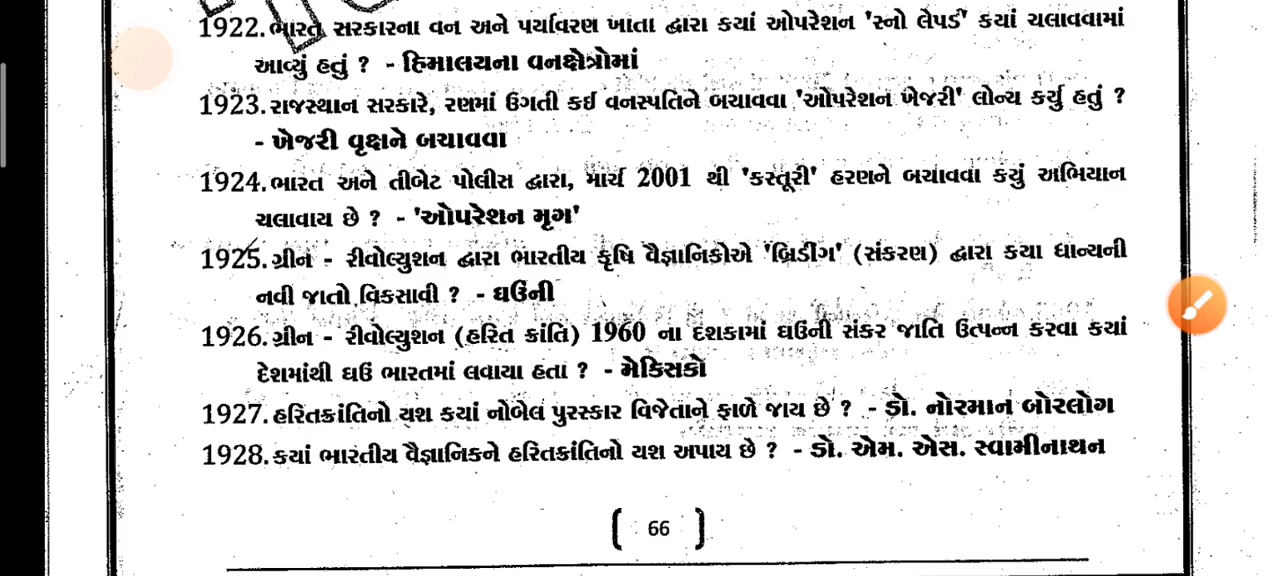 1922. ભારત સરકારના વન અને પર્યાવરણ ખાતા દ્વારા કયાં ઓપરેશન 'સ્નો લેપર્ડ' કયાં ચલાવવામાં
આવ્યું હતું ? - હિમાલયના વનક્ષેત્રોમાં
1923. રાજસ્થાન સરકારે, રણમાં ઉગતી કઈ વનસ્પતિને બચાવવા 'ઓપરેશન ખેજરી' લોન્ચ કર્યુ હતું ?
- ખેજરી વૃક્ષને બચાવવા
1924. ભારત અને તીબેટ પોલીસ દ્વારા, માર્ચ 2001 થી 'કસ્તૂરી' હરણને બચાવવા કયું અભિયાન
ચલાવાય છે ? - 'ઓપરેશન મૃગ'
1925. ગ્રીન - રીવોલ્યુશન દ્વારા ભારતીય કૃષિ વૈજ્ઞાનિકોએ 'બ્રિડીંગ' (સંકરણ) દ્વારા કયા ધાન્યની
નવી જાતો વિકસાવી ? - ઘઉંની
1926. ગ્રીન - રીવોલ્યુશન (હરિત ક્રાંતિ) 1960 ના દશકામાં ઘઉંની સંકર જાતિ ઉત્પન્ન કરવા કયાં
દેશમાંથી ઘઉં ભારતમાં લવાયા હતા ? - મેકિસકો
1927. હરિતક્રાંતિનો યશ કયાં નોબેલ પુરસ્કાર વિજેતાને ફાળે જાય છે ? - ડો. નોરમાન બોરલોગ
1928. કયાં ભારતીય વૈજ્ઞાનિકને હરિતક્રાંતિનો યશ અપાય છે ? - ડો. એમ. એસ. સ્વામીનાથન
( 66 )